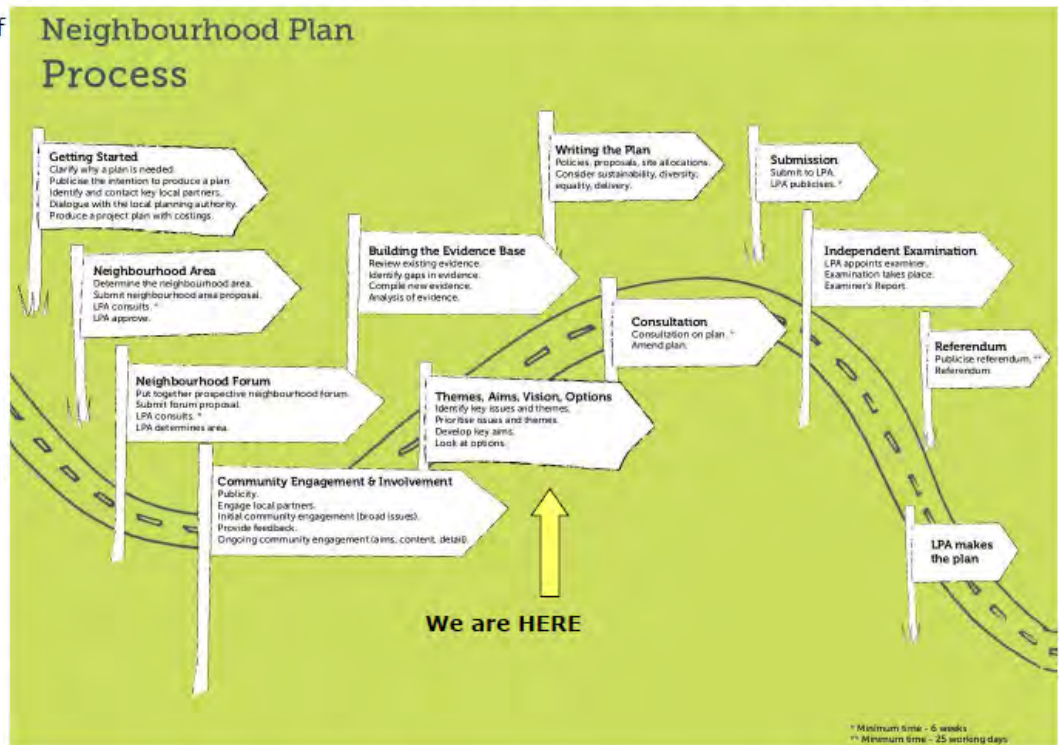 f
Neighbourhood Plan
Process
Getting Started
Clarify why a plan is needed.
Publicise the intention to produce a plan.
Identify and contact key local partners.
Dialogue with the local planning authority.
Produce a project plan with costings.
Neighbourhood Area
Determine the neighbourhood area.
Submit neighbourhood area proposal.
LPA consults. *
LPA approve.
Neighbourhood Forum
Put together prospective neighbourhood forum.
Submit forum proposal.
LPA consults. *
LPA determines area.
Community Engagement & Involvement
Publicity.
Engage local partners.
Initial community engagement (broad issues).
Provide feedback.
Ongoing community engagement (aims, content, detail).
Building the Evidence Base
Review existing evidence.
Identify gaps in evidence.
Compile new evidence.
Analysis of evidence.
Themes, Aims, Vision, Options
Identify key issues and themes.
Prioritise issues and themes.
Develop key aims.
Look at options.
We are HERE
Writing the Plan
Policies, proposals, site allocations.
Consider sustainability, diversity,
equality, delivery.
Consultation
Consultation on plan. *
Amend plan.
Submission
Submit to LPA.
LPA publicises. *
Independent Examination
LPA appoints examiner.
Examination takes place.
Examiner's Report.
Referendum
Publicise referendum. **
Referendum.
LPA makes
the plan
* Minimum time - 6 weeks
** Minimum time - 25 working days